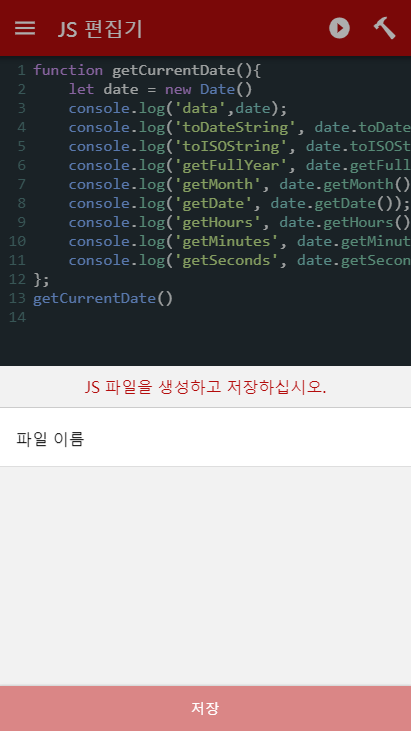 JS 편집기
1 function getCurrentDate(){
2 let date = new Date()
3 console.log('data',date);
4 console.log('toDateString', date.toDate
5 console.log('toISOString', date.toISOSt
6 console.log('getFullYear', date.getFull
7 console.log('getMonth', date.getMonth()
8 console.log('getDate', date.getDate());
9 console.log('getHours', date.getHours()
10 console.log('getMinutes', date.getMinut
11 console.log('getSeconds', date.getSecon
12 };
13 getCurrentDate()
14
JS 파일을 생성하고 저장하십시오.
파일 이름
저장